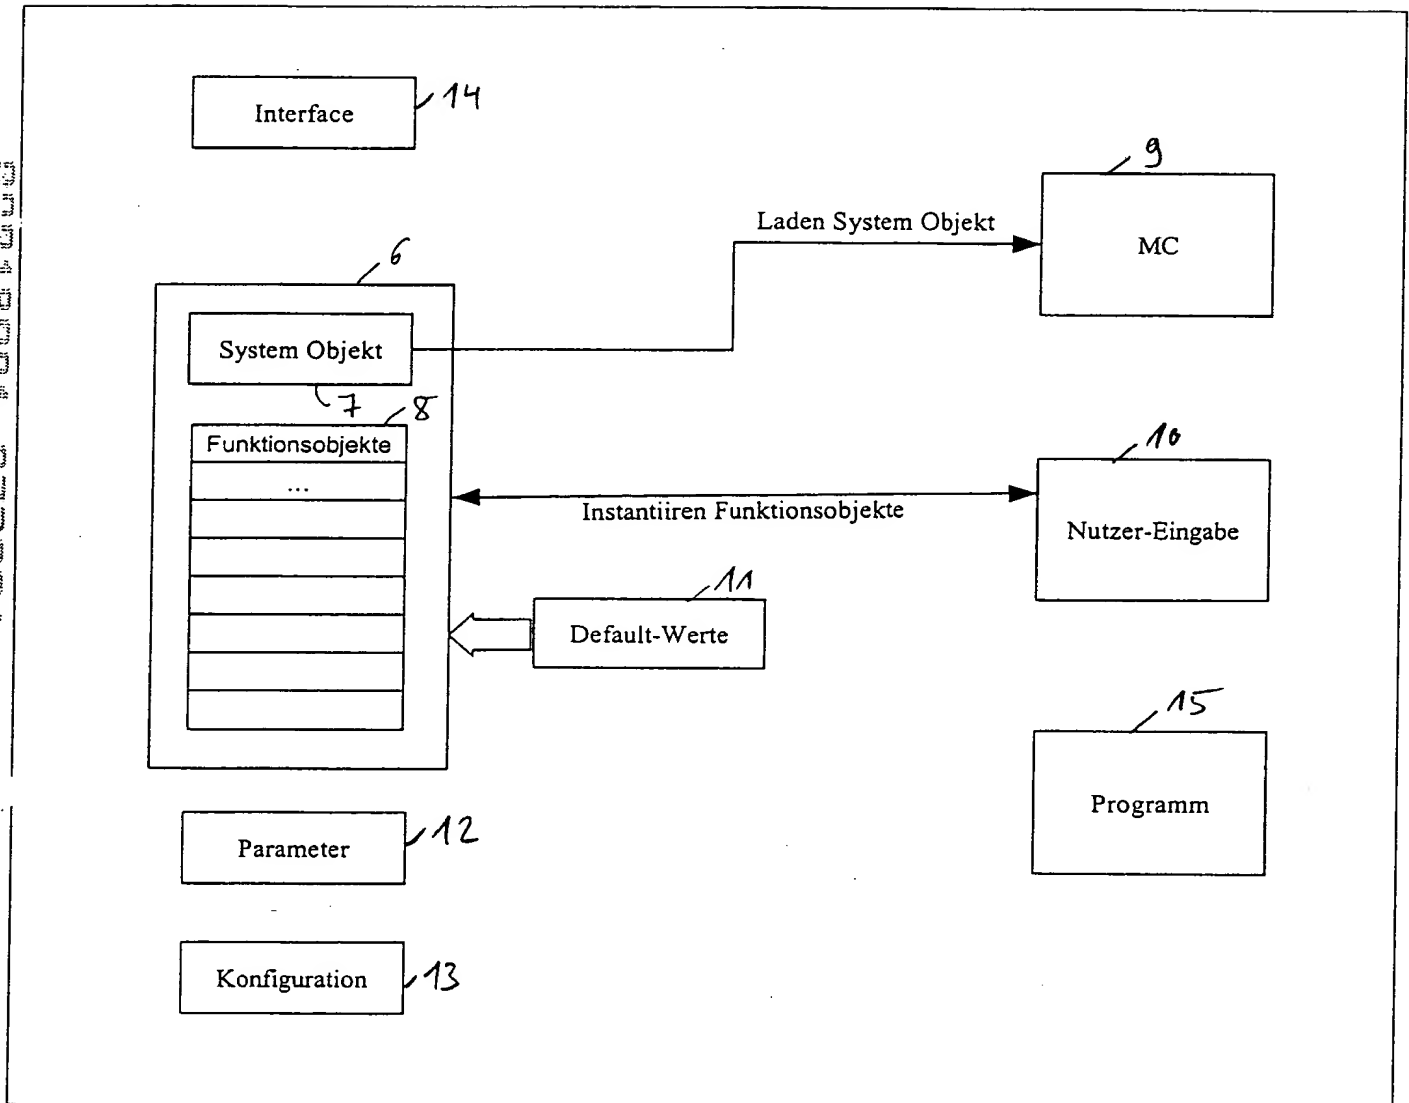 Interface
14
9
MC
Laden System Objekt
6
System Objekt
7
8
Funktionsobjekte
...
10
Instantiiren Funktionsobjekte
Nutzer-Eingabe
11
Default-Werte
15
Programm
12
Parameter
13
Konfiguration